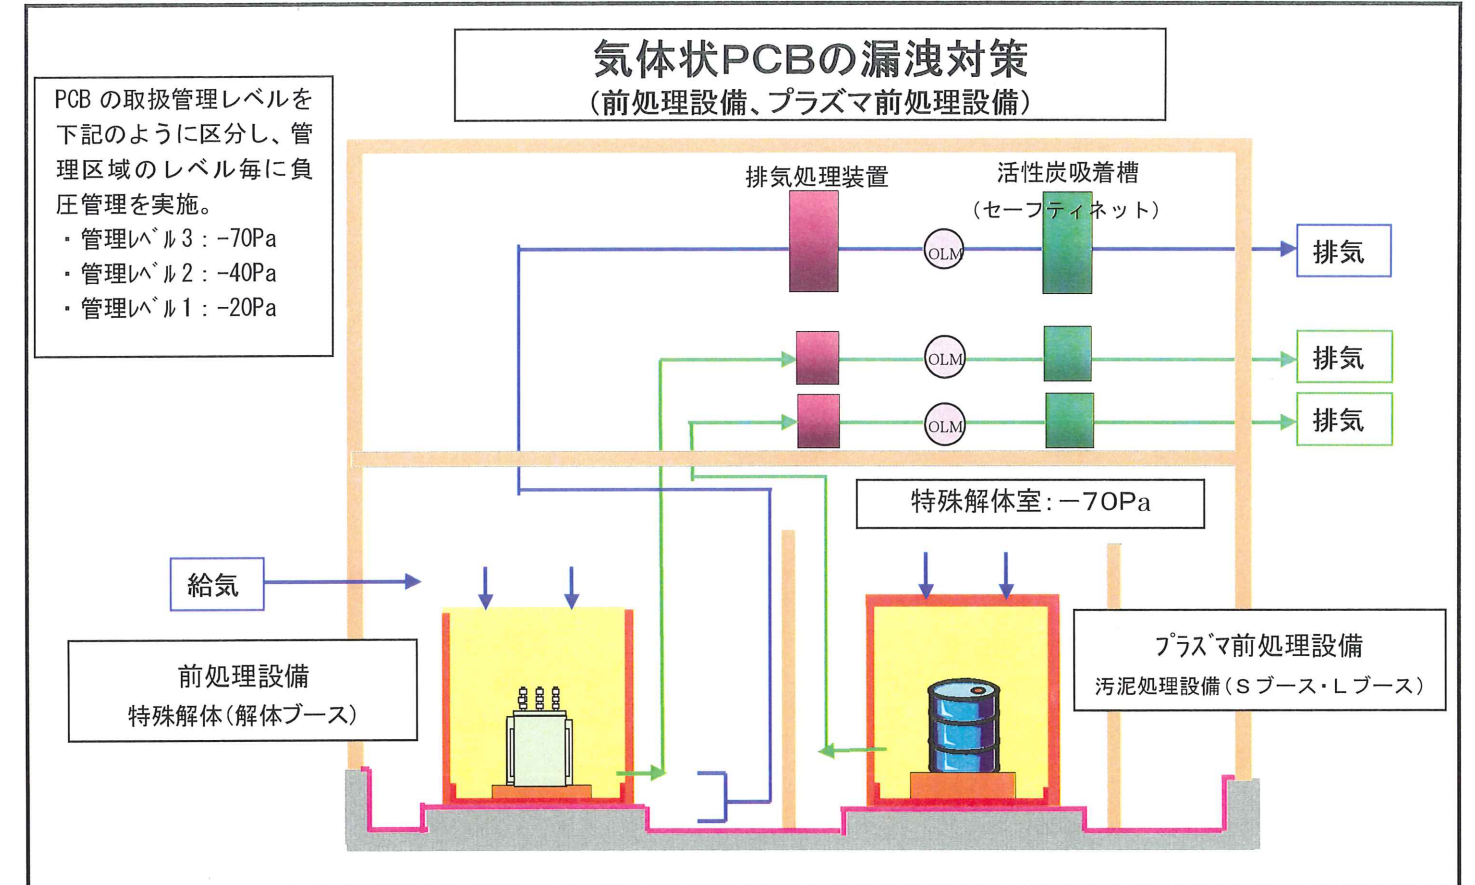 気体状PCBの漏洩対策
(前処理設備、プラズマ前処理設備)
PCB の取扱管理レベルを
下記のように区分し、管
理区域のレベル毎に負
圧管理を実施。
・管理ﾚﾍﾞﾙ3:-70Pa
・管理ﾚﾍﾞﾙ2:-40Pa
・管理ﾚﾍﾞﾙ1:-20Pa
排気処理装置
活性炭吸着槽
(セーフティネット)
OLM
排気
OLM
排気
OLM
排気
特殊解体室:-70Pa
給気
前処理設備
特殊解体(解体ブース)
ﾌﾟﾗｽﾞﾏ前処理設備
汚泥処理設備(Sブース・Lブース)